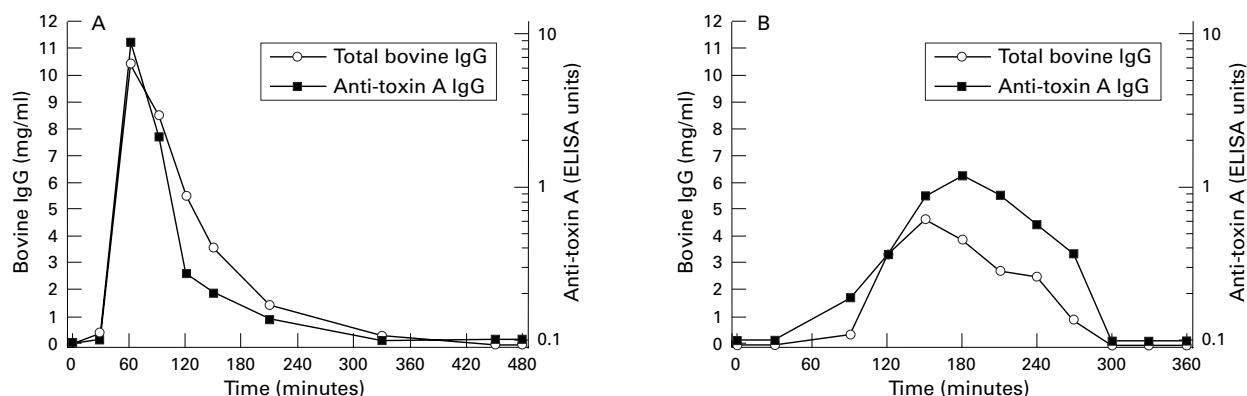 A
12
11
10
9
8
7
6
5
4
3
2
1
0
Bovine IgG (mg/ml)
Total bovine IgG
Anti-toxin A IgG
10
1
0.1
Anti-toxin A (ELISA units)
0 60 120 180 240 300 360 420 480
Time (minutes)
B
12
11
10
9
8
7
6
5
4
3
2
1
0
Bovine IgG (mg/ml)
Total bovine IgG
Anti-toxin A IgG
10
1
0.1
Anti-toxin A (ELISA units)
0 60 120 180 240 300 360
Time (minutes)